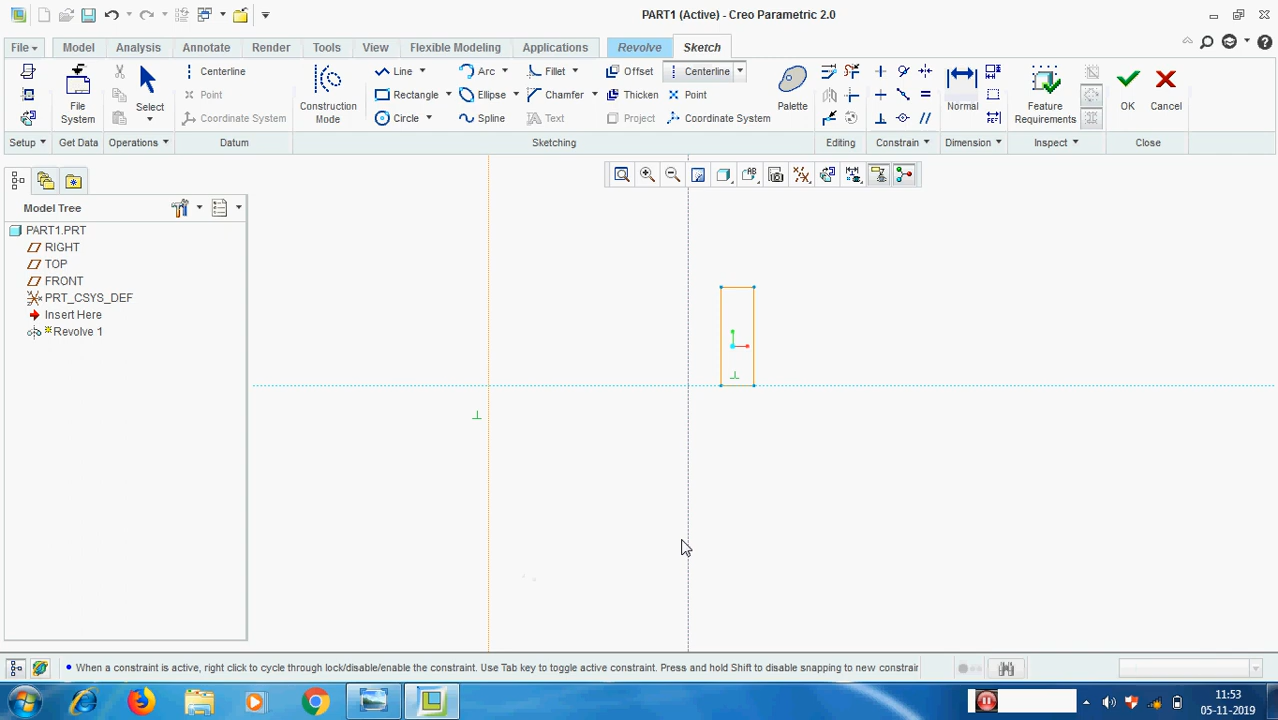 PART1 (Active) - Creo Parametric 2.0
File Model Analysis Annotate Render Tools View Flexible Modeling Applications Revolve Sketch
Centerline Line Arc Fillet Offset Centerline
Point Rectangle Ellipse Chamfer Thicken Point
Coordinate System Circle Spline Text Project Coordinate System
File System Select Construction Mode Palette Normal Feature Requirements OK Cancel
Setup Get Data Operations Datum Sketching Editing Constrain Dimension Inspect Close
Model Tree
PART1.PRT
RIGHT
TOP
FRONT
PRT_CSYS_DEF
Insert Here
Revolve 1
When a constraint is active, right click to cycle through lock/disable/enable the constraint. Use Tab key to toggle active constraint. Press and hold Shift to disable snapping to new constrair
11:53
05-11-2019